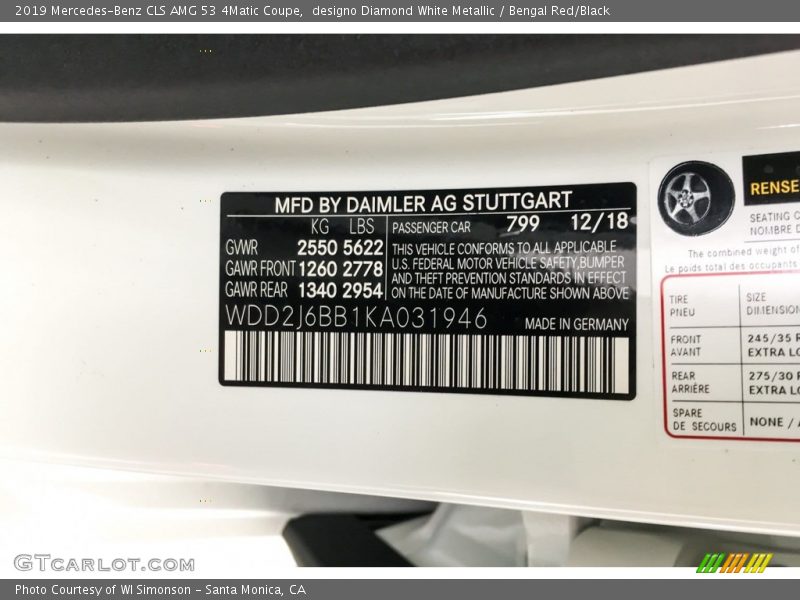 2019 Mercedes-Benz CLS AMG 53 4Matic Coupe,  designo Diamond White Metallic / Bengal Red/Black
MFD BY DAIMLER AG STUTTGART
KG LBS
GVWR 2550 5622
GAWR FRONT 1260 2778
GAWR REAR 1340 2954
PASSENGER CAR 799 12/18
THIS VEHICLE CONFORMS TO ALL APPLICABLE
U.S. FEDERAL MOTOR VEHICLE SAFETY,BUMPER
AND THEFT PREVENTION STANDARDS IN EFFECT
ON THE DATE OF MANUFACTURE SHOWN ABOVE
WDD2J6BB1KA031946
MADE IN GERMANY
RENSE
SEATING
NOMBRE
The combined weight of
Le poids total des occupants
TIRE
PNEU
SIZE
DIMENSION
FRONT
AVANT
245/35
EXTRA
REAR
ARRIÈRE
275/30
EXTRA
SPARE
DE SECOURS
NONE /
GTCARLOT.COM
Photo Courtesy of WI Simonson - Santa Monica, CA